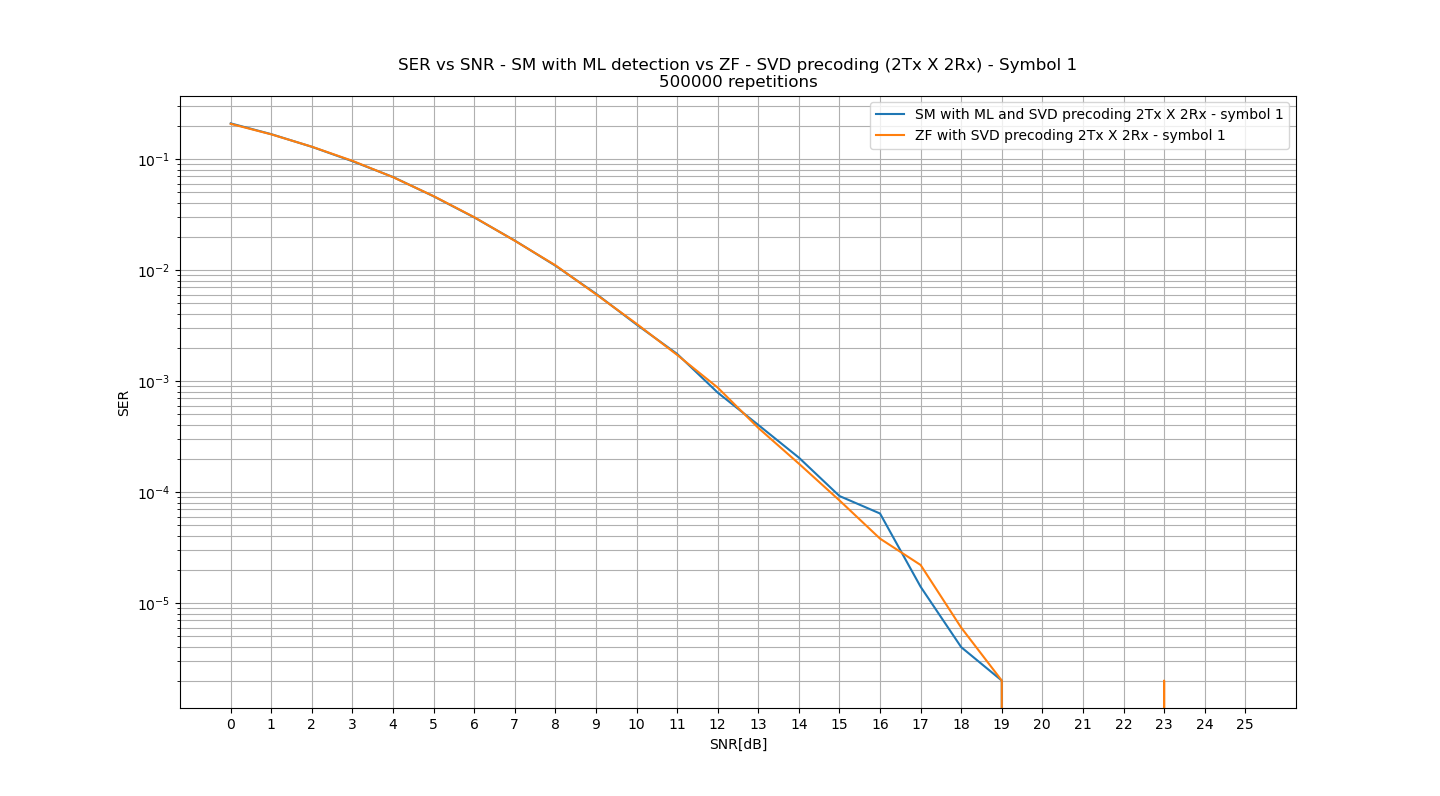 SER vs SNR - SM with ML detection vs ZF - SVD precoding (2Tx X 2Rx) - Symbol 1
500000 repetitions
SM with ML and SVD precoding 2Tx X 2Rx - symbol 1
ZF with SVD precoding 2Tx X 2Rx - symbol 1
10⁻¹
10⁻²
10⁻³
10⁻⁴
10⁻⁵
SER
0 1 2 3 4 5 6 7 8 9 10 11 12 13 14 15 16 17 18 19 20 21 22 23 24 25
SNR[dB]